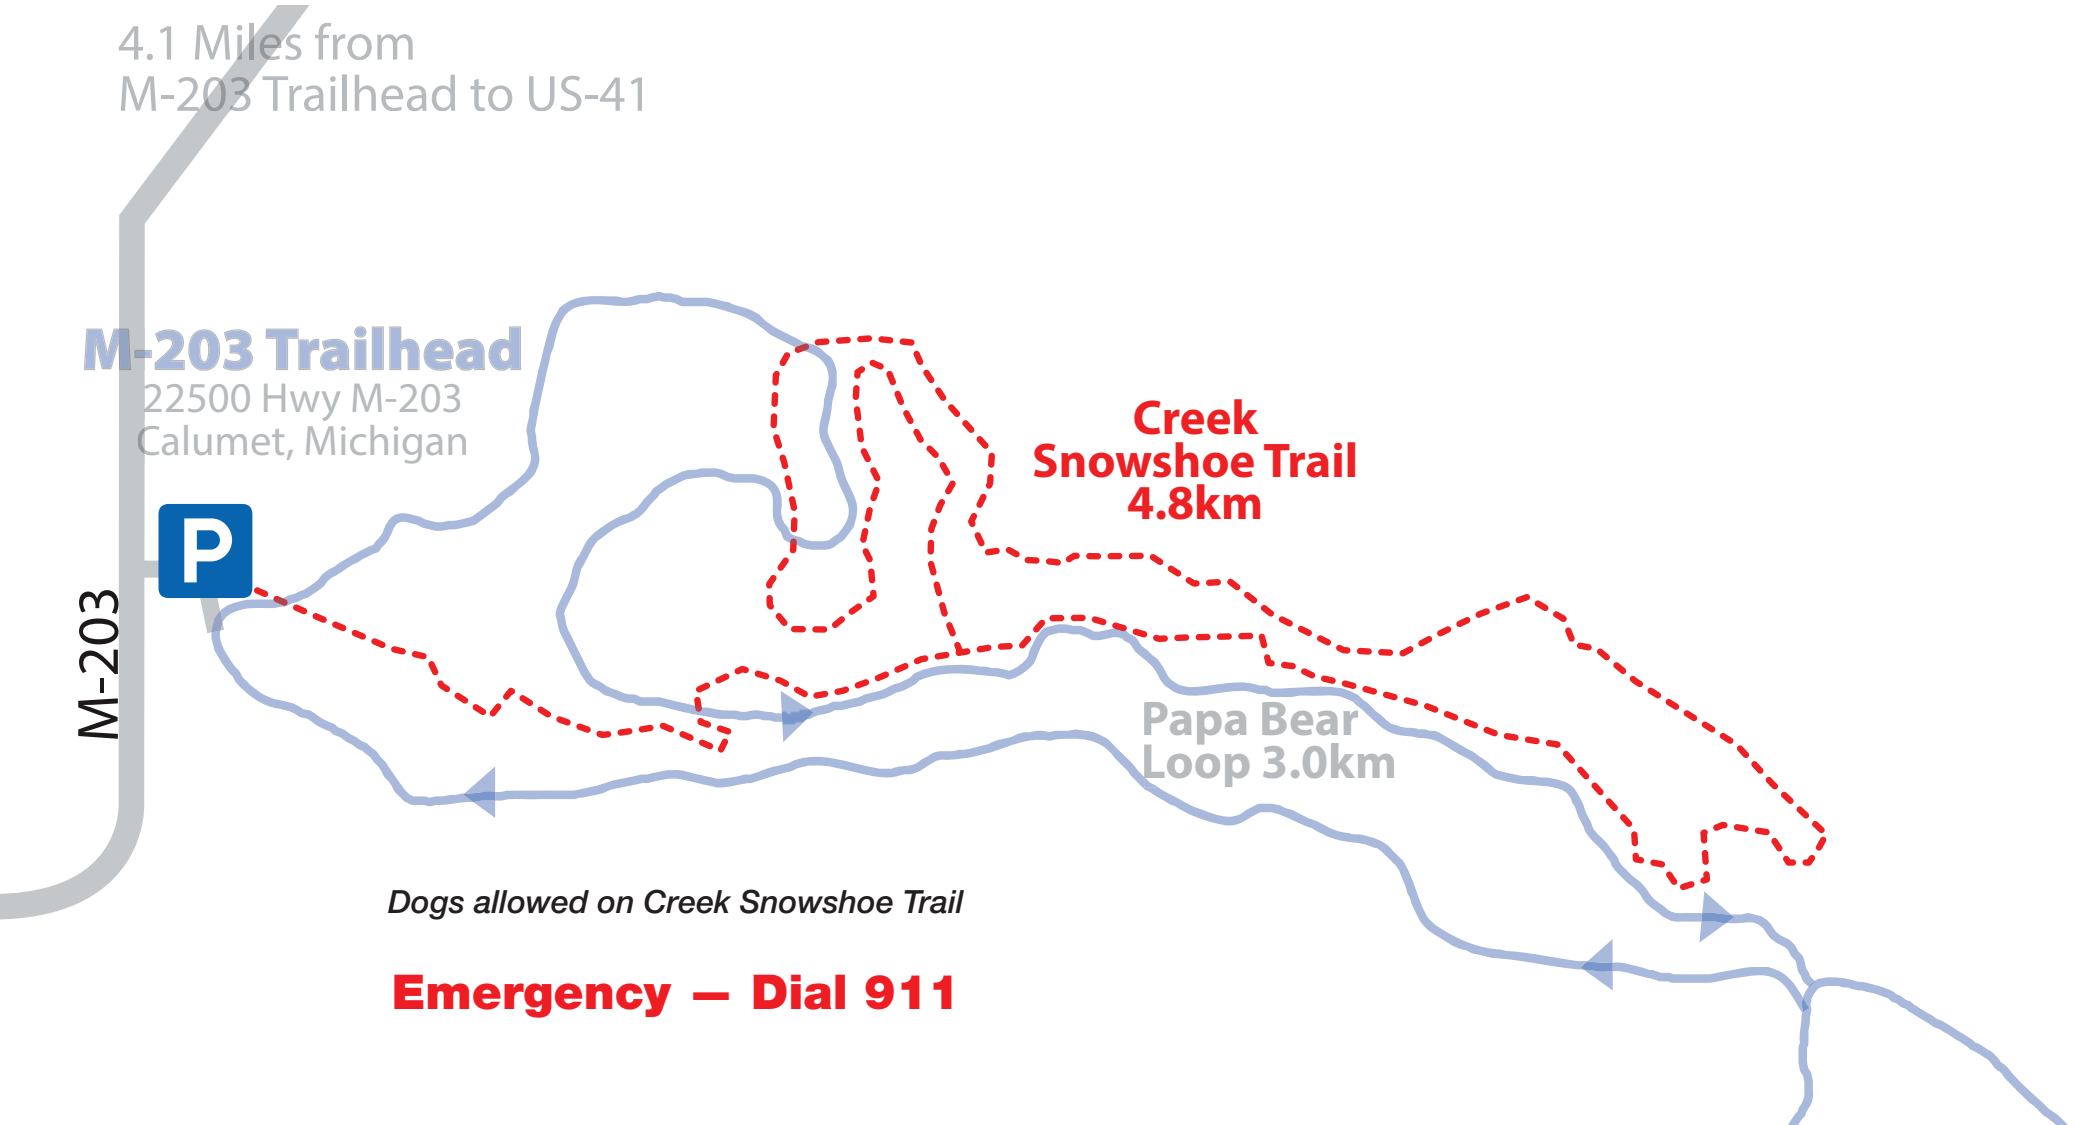 4.1 Miles from
M-203 Trailhead to US-41
M-203 Trailhead
22500 Hwy M-203
Calumet, Michigan
P
M-203
Creek
Snowshoe Trail
4.8km
Papa Bear
Loop 3.0km
Dogs allowed on Creek Snowshoe Trail
Emergency — Dial 911